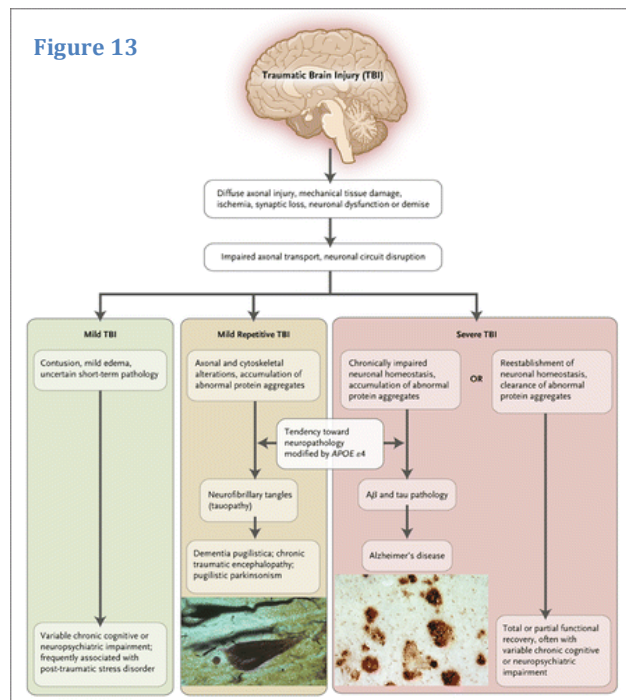 Figure 13
Traumatic Brain Injury (TBI)
Diffuse axonal injury, mechanical tissue damage,
ischemia, synaptic loss, neuronal dysfunction or demise
Impaired axonal transport, neuronal circuit disruption
Mild TBI
Contusion, mild edema,
uncertain short-term pathology
Variable chronic cognitive or
neuropsychiatric impairment;
frequently associated with
post-traumatic stress disorder
Mild Repetitive TBI
Axonal and cytoskeletal
alterations, accumulation of
abnormal protein aggregates
Tendency toward
neuropathology
modified by APOE ε4
Neurofibrillary tangles
(tauopathy)
Dementia pugilistica; chronic
traumatic encephalopathy;
pugilistic parkinsonism
Severe TBI
Chronically impaired
neuronal homeostasis,
accumulation of abnormal
protein aggregates
OR
Reestablishment of
neuronal homeostasis,
clearance of abnormal
protein aggregates
Aβ and tau pathology
Alzheimer's disease
Total or partial functional
recovery, often with
variable chronic cognitive
or neuropsychiatric
impairment